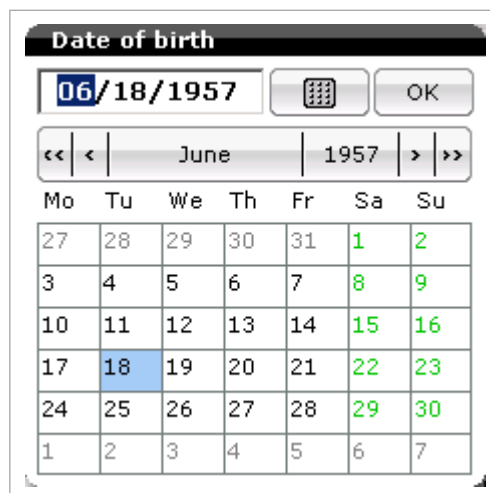 Date of birth
06/18/1957 OK
<< < June 1957 > >>
Mo Tu We Th Fr Sa Su
27 28 29 30 31 1 2
3 4 5 6 7 8 9
10 11 12 13 14 15 16
17 18 19 20 21 22 23
24 25 26 27 28 29 30
1 2 3 4 5 6 7